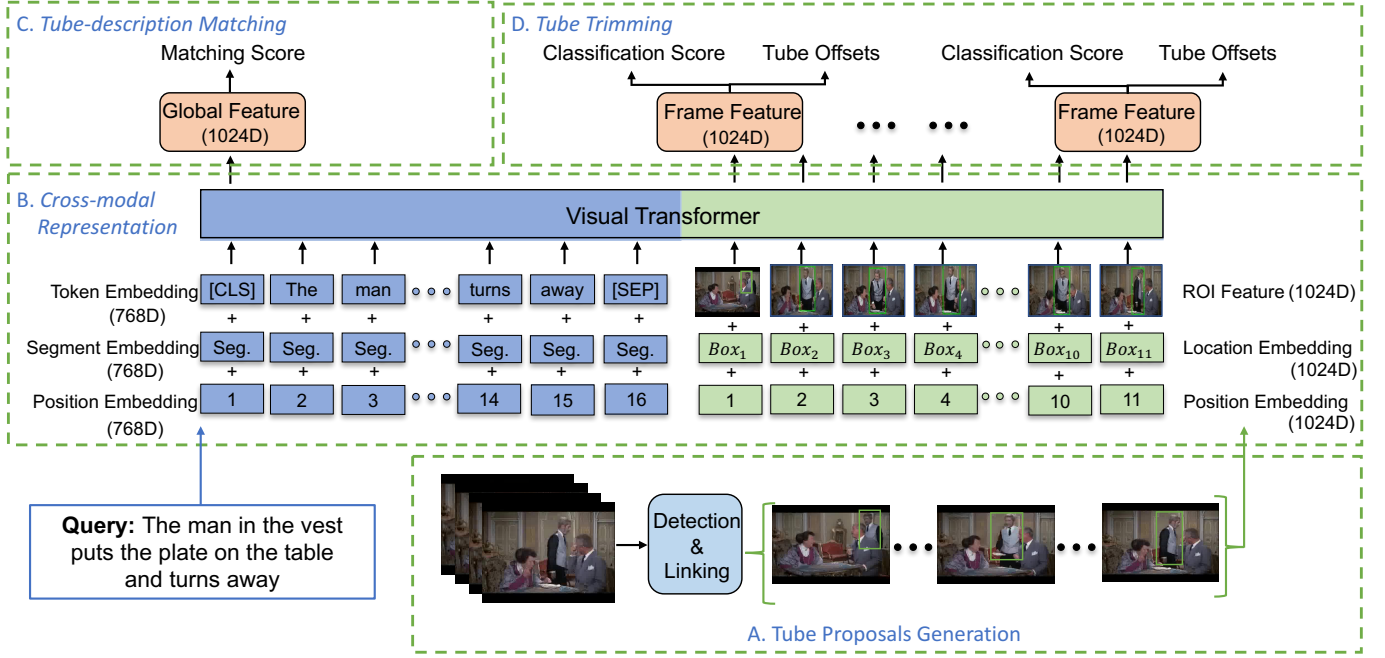 C. Tube-description Matching
Matching Score
Global Feature
(1024D)
D. Tube Trimming
Classification Score
Tube Offsets
Classification Score
Tube Offsets
Frame Feature
(1024D)
Frame Feature
(1024D)
B. Cross-modal
Representation
Visual Transformer
Token Embedding
(768D)
[CLS] The man turns away [SEP]
ROI Feature (1024D)
+ + + + + + + + + + + +
Segment Embedding
(768D)
Seg. Seg. Seg. Seg. Seg. Seg.
Box1 Box2 Box3 Box4 Box10 Box11
Location Embedding
(1024D)
+ + + + + + + + + + + +
Position Embedding
(768D)
1 2 3 14 15 16
1 2 3 4 10 11
Position Embedding
(1024D)
Query: The man in the vest
puts the plate on the table
and turns away
Detection
&
Linking
A. Tube Proposals Generation